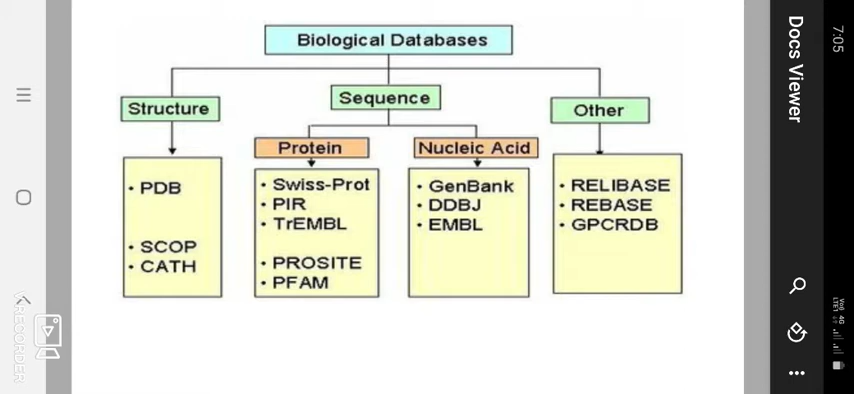 Biological Databases
Structure
Sequence
Other
Protein
Nucleic Acid
• PDB
• SCOP
• CATH
• Swiss-Prot
• PIR
• TrEMBL
• PROSITE
• PFAM
• GenBank
• DDBJ
• EMBL
• RELIBASE
• REBASE
• GPCRDB
Docs Viewer
7:05
RECORDER